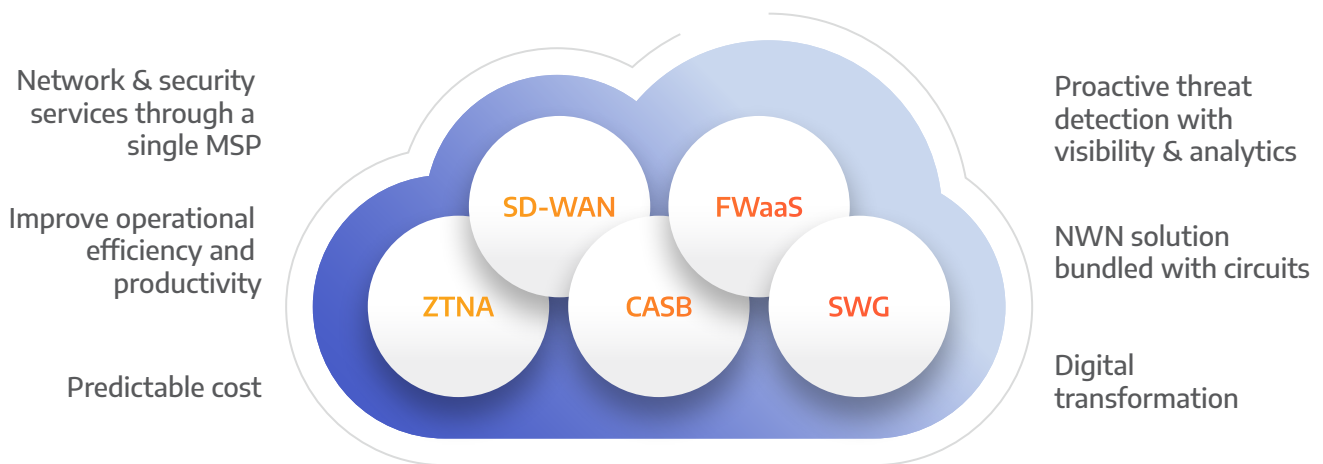 Network & security
services through a
single MSP
Improve operational
efficiency and
productivity
Predictable cost
SD-WAN
FWaaS
ZTNA
CASB
SWG
Proactive threat
detection with
visibility & analytics
NWN solution
bundled with circuits
Digital
transformation